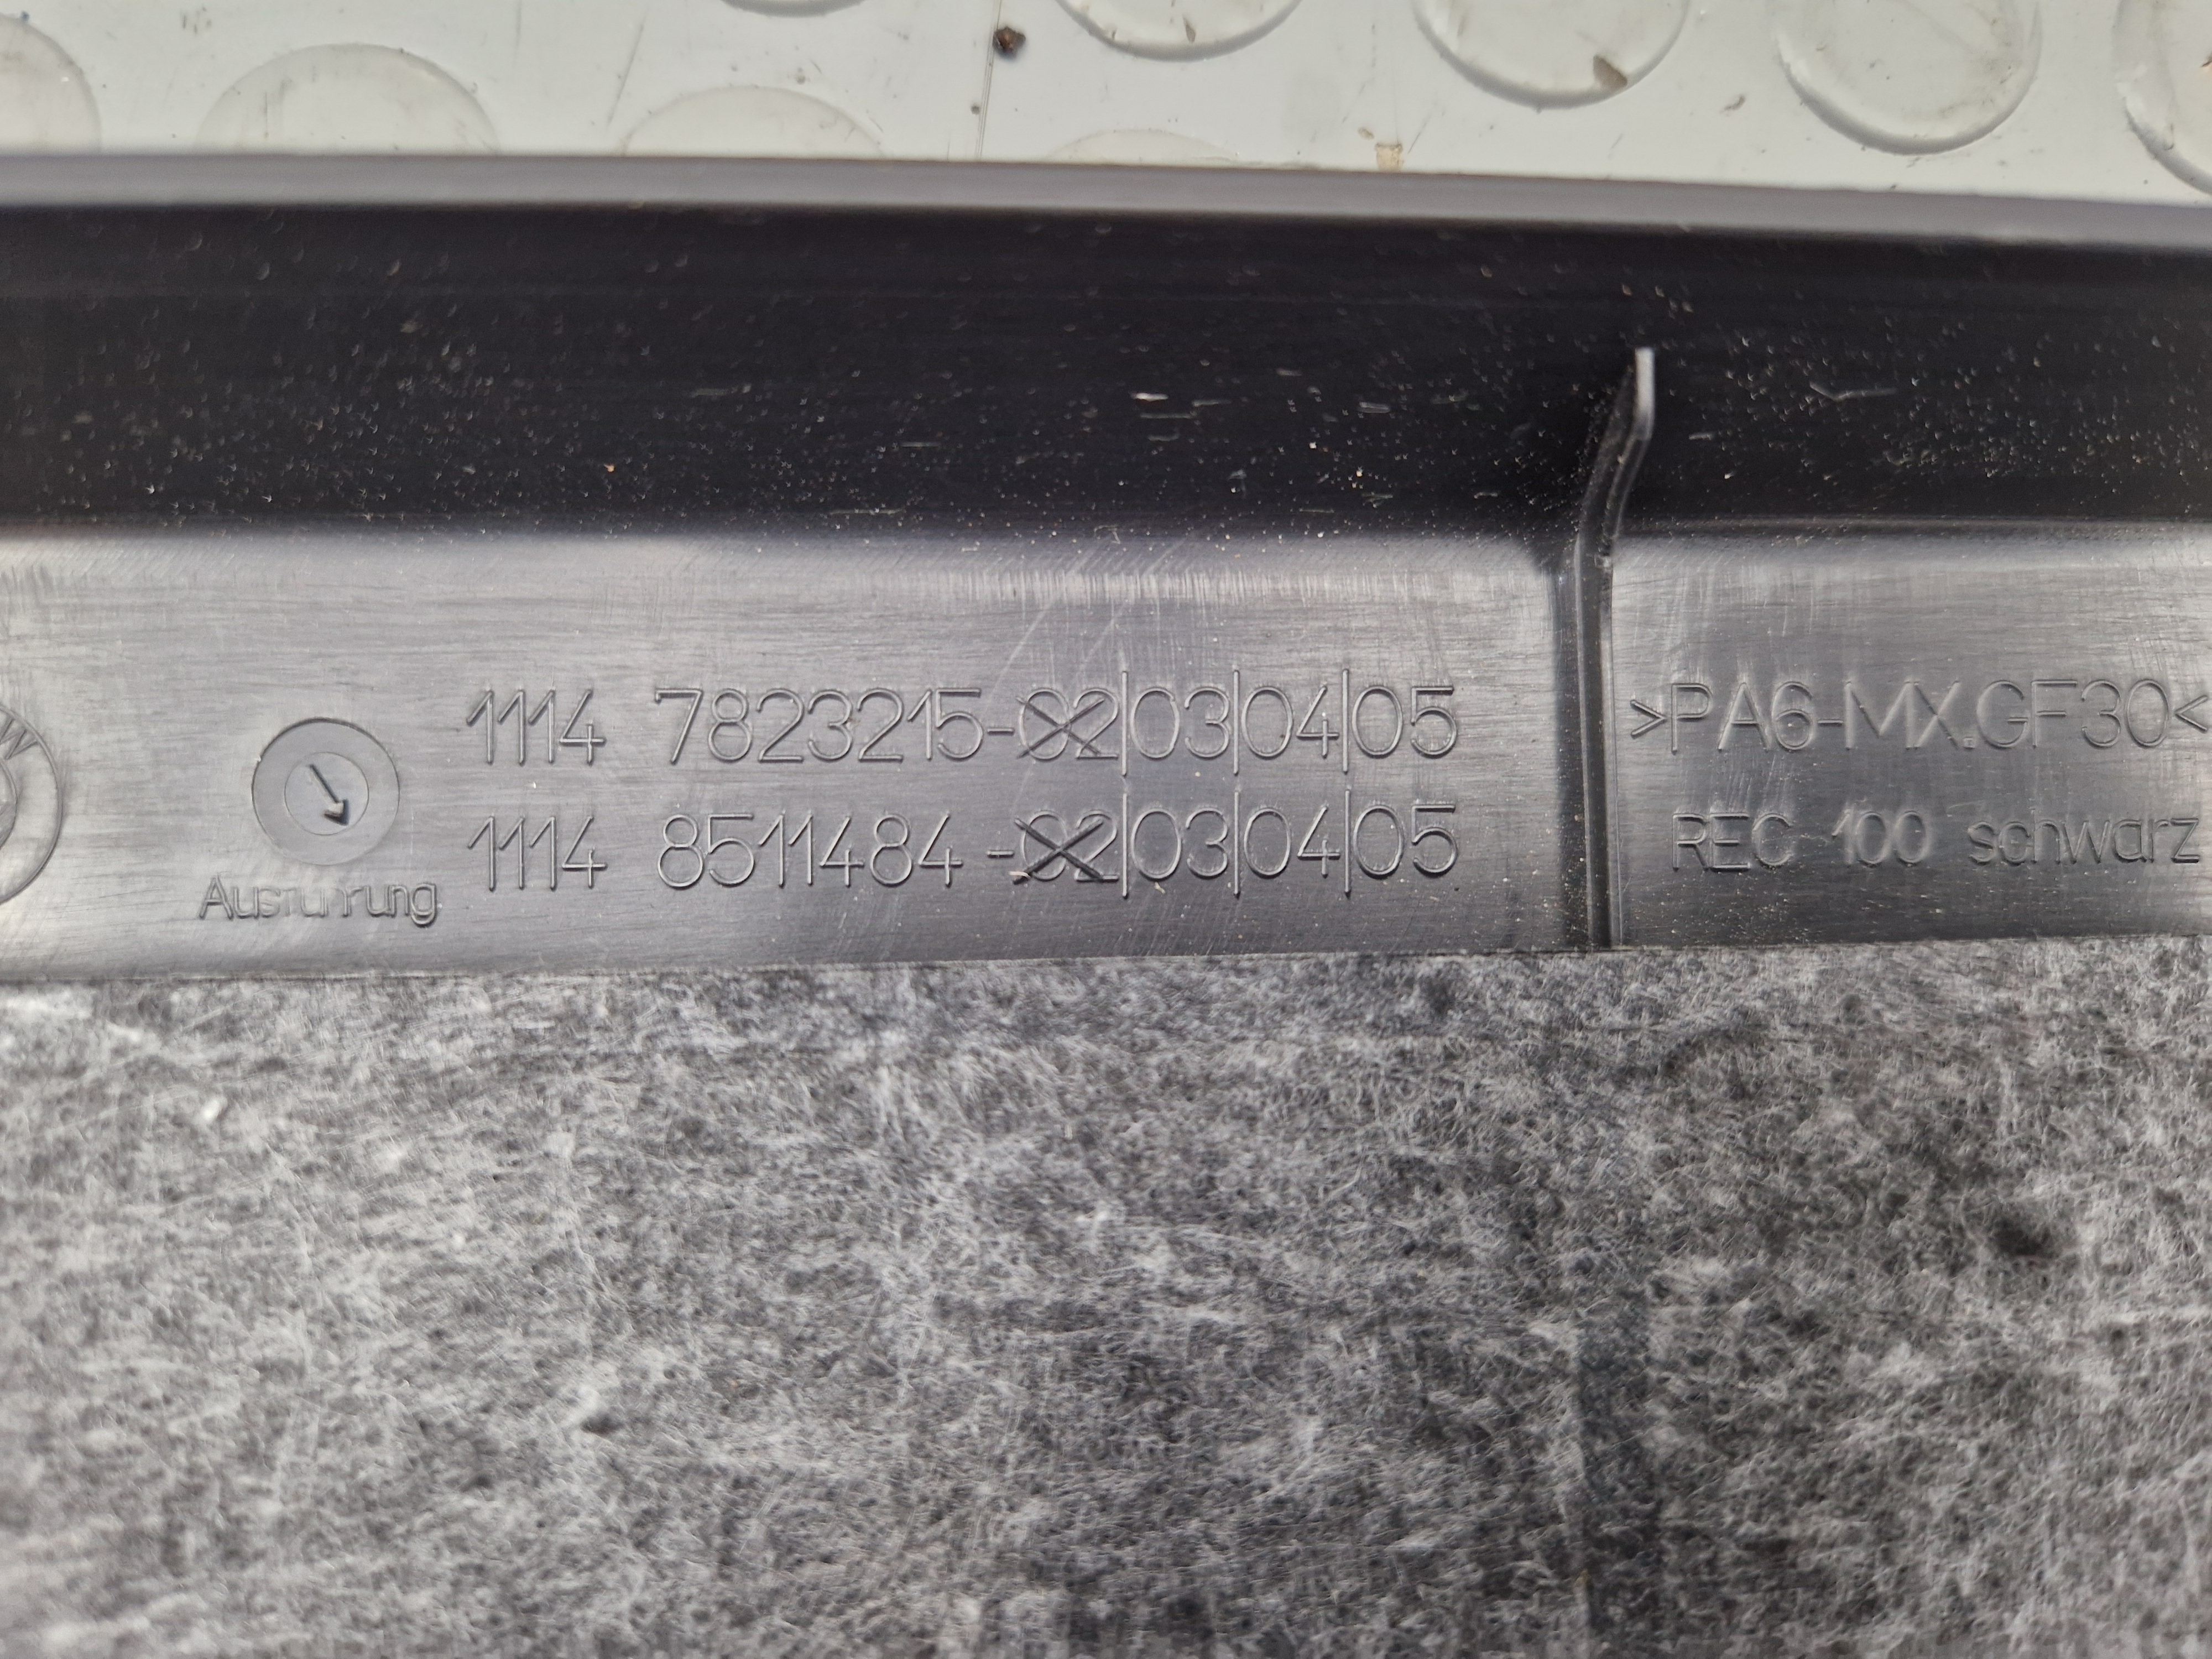 Ausführung
1114 7823215-02|03|04|05
1114 8511484-02|03|04|05
>PA6-MX.GF30<
REC 100 schwarz